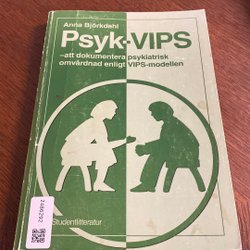 Anna Björkdahl
Psyk-VIPS
–att dokumentera psykiatrisk
omvårdnad enligt VIPS-modellen
Studentlitteratur